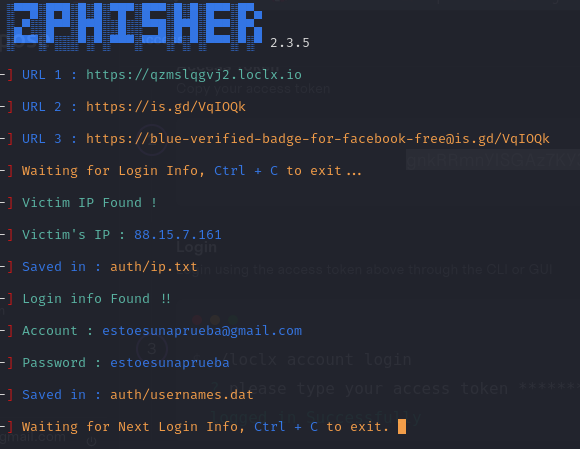 ZPHISHER
2.3.5
-] URL 1 : https://qzmslqgvj2.loclx.io
-] URL 2 : https://is.gd/VqIOQk
-] URL 3 : https://blue-verified-badge-for-facebook-free@is.gd/VqIOQk
-] Waiting for Login Info, Ctrl + C to exit...
-] Victim IP Found !
-] Victim's IP : 88.15.7.161
-] Saved in : auth/ip.txt
-] Login info Found !!
-] Account : estoesunaprueba@gmail.com
-] Password : estoesunaprueba
-] Saved in : auth/usernames.dat
-] Waiting for Next Login Info, Ctrl + C to exit.
Copy your access token
Login
using the access token above through the CLI or GUI
3
loclx account login
? please type your access token *******
logged in Successfully
gmail.com